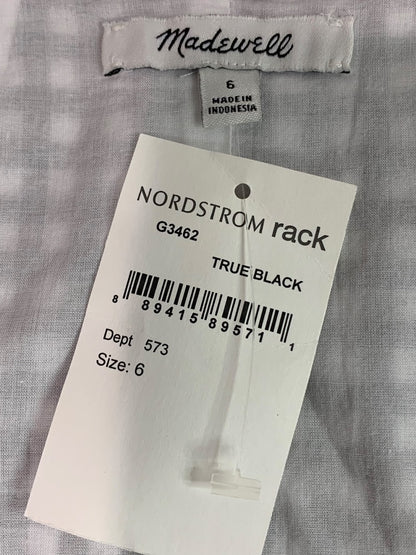 Madewell
6
MADE IN
INDONESIA
NORDSTROM rack
G3462
TRUE BLACK
8 89415 89571 1
Dept 573
Size: 6